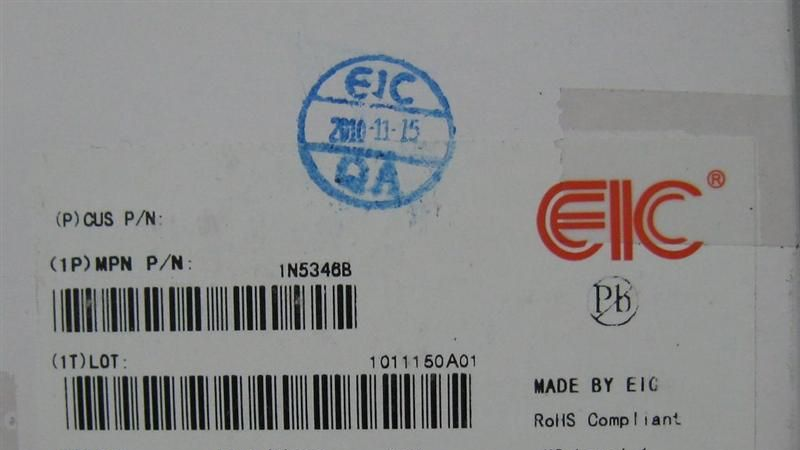 EIC
2010-11-15
QA
EIC®
(P)CUS P/N:
(1P)MPN P/N: 1N5346B
Pb
(1T)LOT: 1011150A01
MADE BY EIC
RoHS Compliant